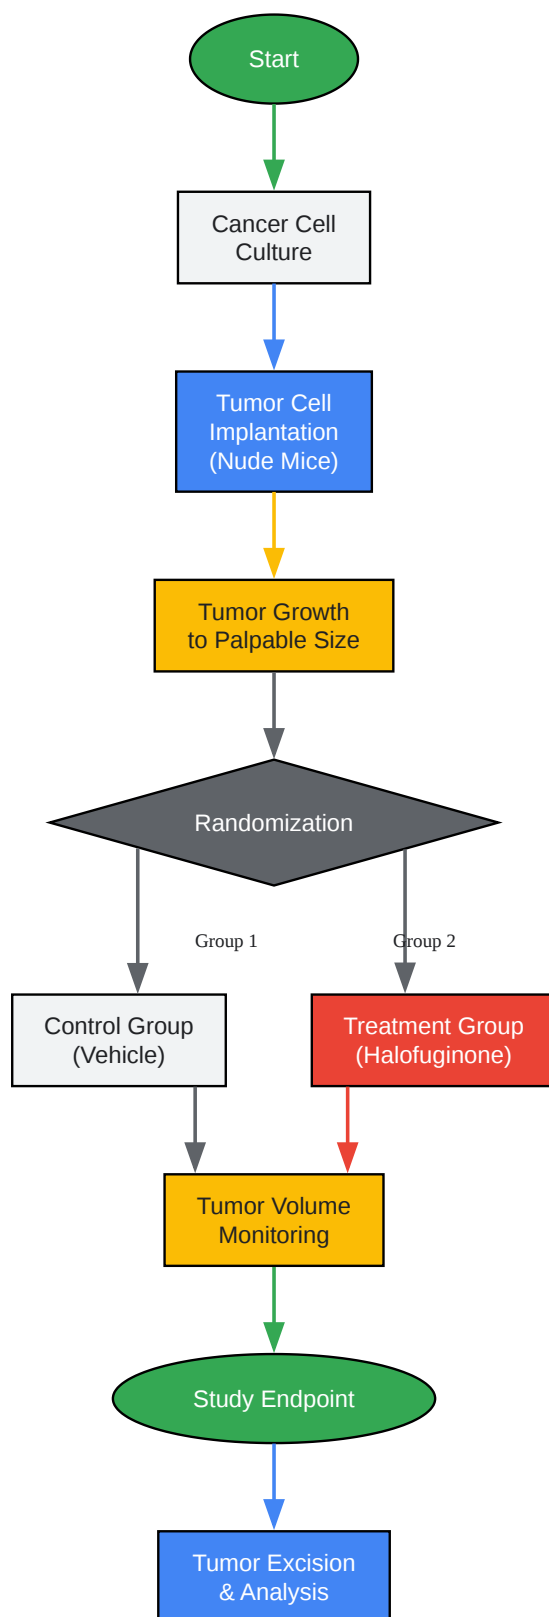 Start
Cancer Cell
Culture
Tumor Cell
Implantation
(Nude Mice)
Tumor Growth
to Palpable Size
Randomization
Group 1
Group 2
Control Group
(Vehicle)
Treatment Group
(Halofuginone)
Tumor Volume
Monitoring
Study Endpoint
Tumor Excision
& Analysis